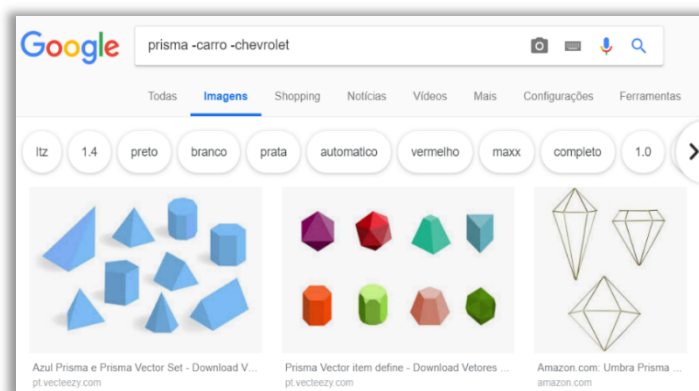 Google
prisma -carro -chevrolet
Todas Imagens Shopping Notícias Vídeos Mais Configurações Ferramentas
ltz 1.4 preto branco prata automatico vermelho maxx completo 1.0
Azul Prisma e Prisma Vector Set - Download V... Prisma Vector item define - Download Vetores ... Amazon.com: Umbra Prisma ...
pt.vecteezy.com pt.vecteezy.com amazon.com